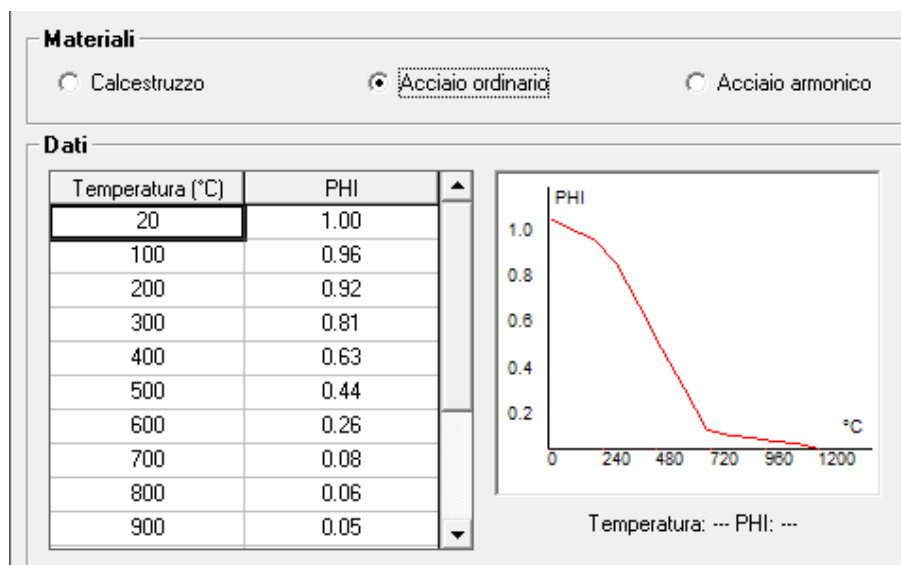 Materiali
Calcestruzzo Acciaio ordinario Acciaio armonico
Dati
Temperatura (°C) PHI
20 1.00
100 0.96
200 0.92
300 0.81
400 0.63
500 0.44
600 0.26
700 0.08
800 0.06
900 0.05
PHI
1.0
0.8
0.6
0.4
0.2
°C
0 240 480 720 960 1200
Temperatura: --- PHI: ---